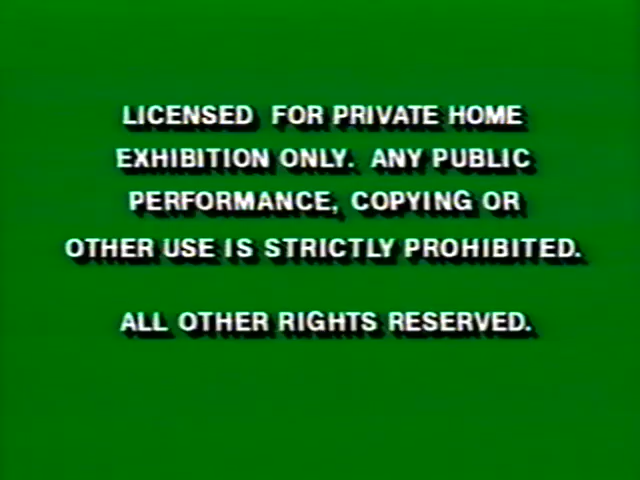 LICENSED FOR PRIVATE HOME
EXHIBITION ONLY. ANY PUBLIC
PERFORMANCE, COPYING OR
OTHER USE IS STRICTLY PROHIBITED.
ALL OTHER RIGHTS RESERVED.